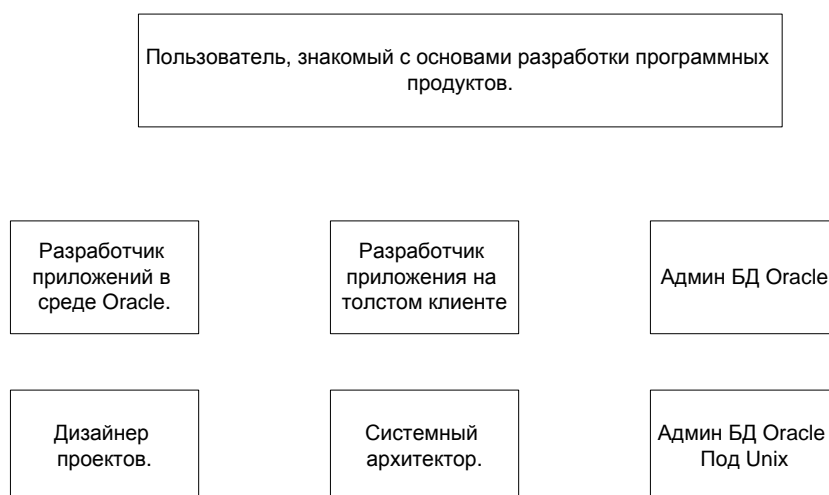 Пользователь, знакомый с основами разработки программных
продуктов.
Разработчик
приложений в
среде Oracle.
Разработчик
приложения на
толстом клиенте
Админ БД Oracle
Дизайнер
проектов.
Системный
архитектор.
Админ БД Oracle
Под Unix